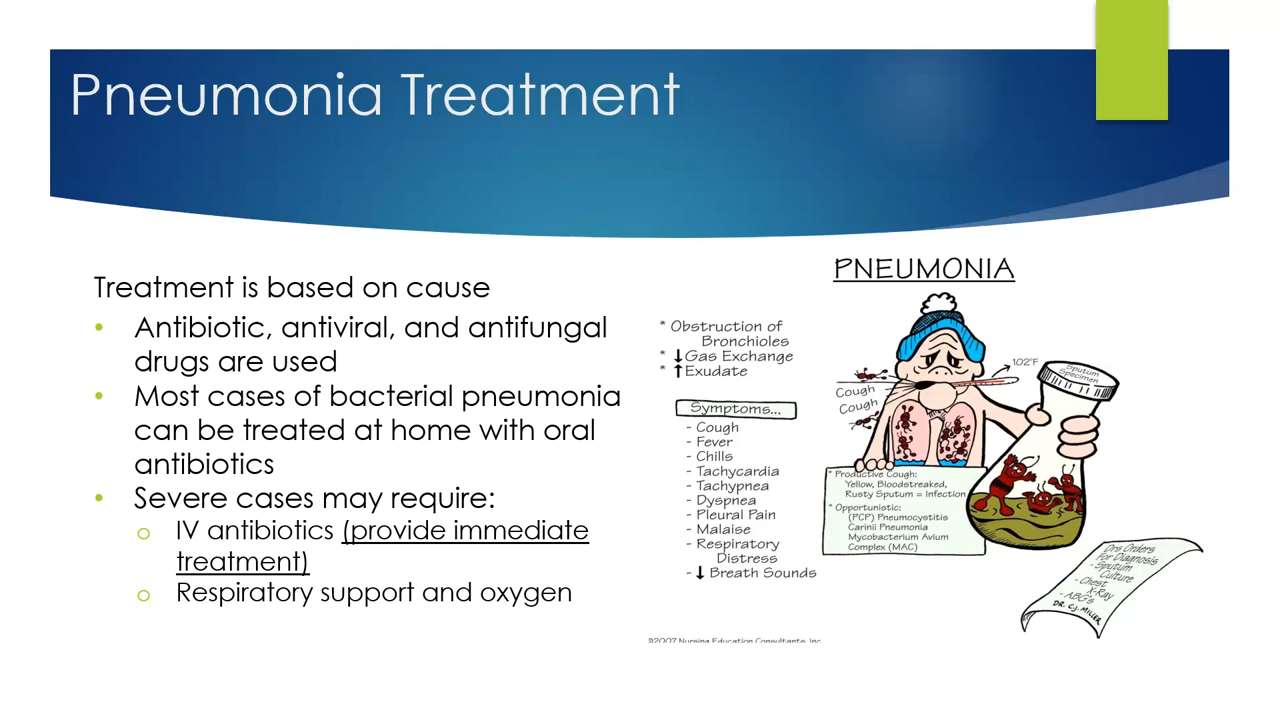 Pneumonia Treatment
Treatment is based on cause
• Antibiotic, antiviral, and antifungal
drugs are used
• Most cases of bacterial pneumonia
can be treated at home with oral
antibiotics
• Severe cases may require:
o IV antibiotics (provide immediate
treatment)
o Respiratory support and oxygen
PNEUMONIA
* Obstruction of
Bronchioles
* ↓Gas Exchange
* ↑Exudate
Symptoms...
- Cough
- Fever
- Chills
- Tachycardia
- Tachypnea
- Dyspnea
- Pleural Pain
- Malaise
- Respiratory
Distress
- ↓ Breath Sounds
102°F
Cough
Cough
Sputum
Specimen
* Productive Cough:
Yellow, Bloodstreaked,
Rusty Sputum = Infection
* Opportunistic:
(PCP) Pneumocystitis
Carinii Pneumonia
Mycobacterium Avium
Complex (MAC)
Drs Orders
For Diagnosis
- Sputum
Culture
- Chest
X-Ray
- ABG's
DR. C.J. MILLER
©2007 Nursing Education Consultants, Inc.